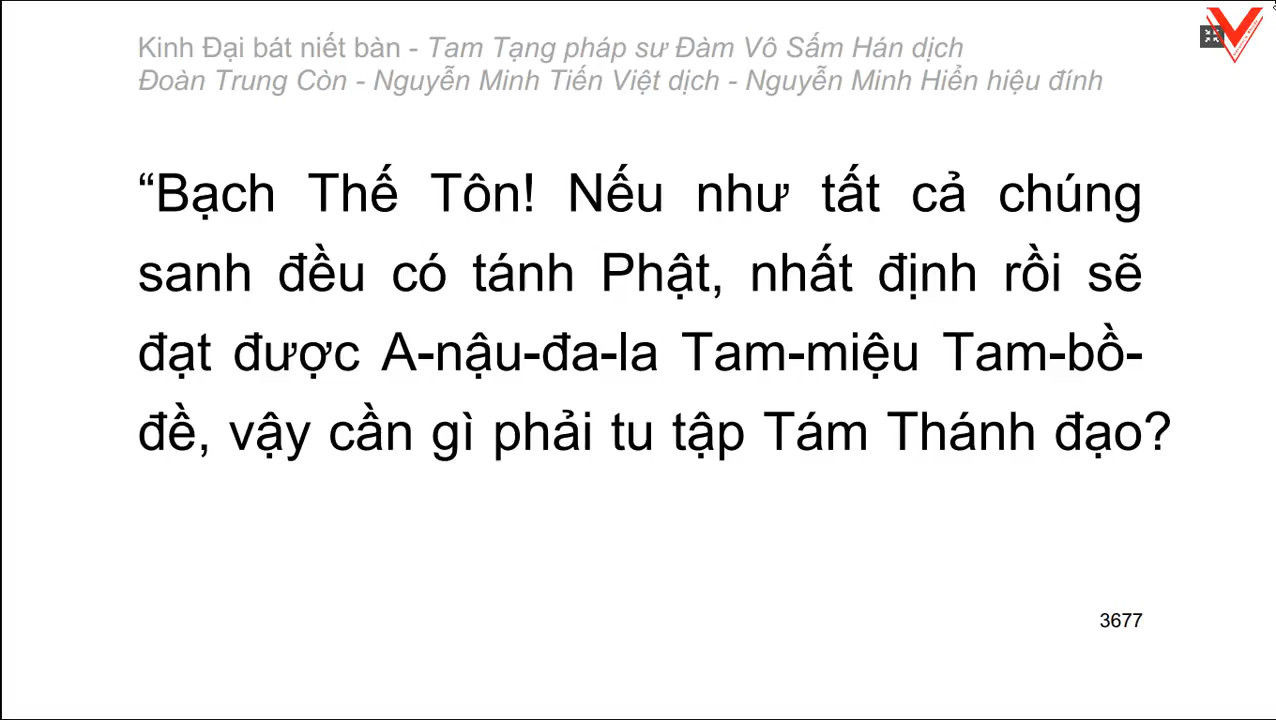 Kinh Đại bát niết bàn - Tam Tạng pháp sư Đàm Vô Sấm Hán dịch
Đoàn Trung Còn - Nguyễn Minh Tiến Việt dịch - Nguyễn Minh Hiển hiệu đính
“Bạch Thế Tôn! Nếu như tất cả chúng
sanh đều có tánh Phật, nhất định rồi sẽ
đạt được A-nậu-đa-la Tam-miệu Tam-bồ-
đề, vậy cần gì phải tu tập Tám Thánh đạo?
3677